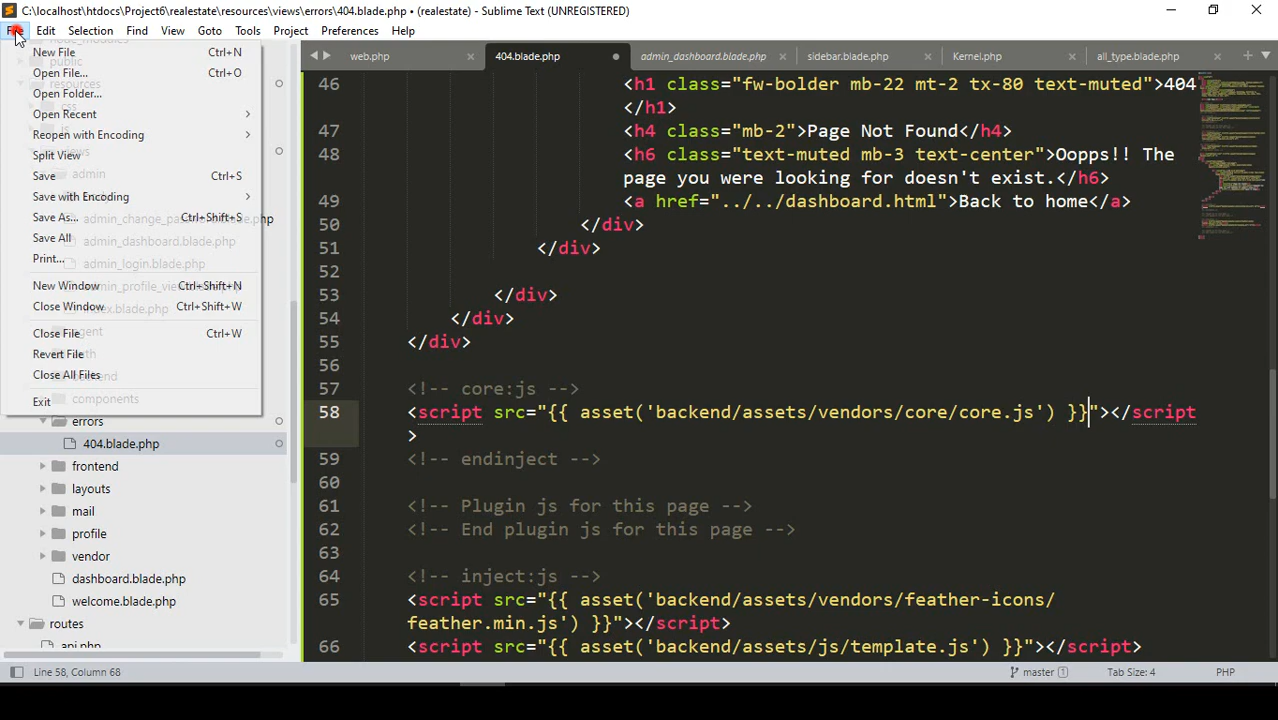 C:\localhost\htdocs\Project6\realestate\resources\views\errors\404.blade.php • (realestate) - Sublime Text (UNREGISTERED)
File Edit Selection Find View Goto Tools Project Preferences Help
New File Ctrl+N
Open File... Ctrl+O
Open Folder...
Open Recent
Reopen with Encoding
Split View
Save Ctrl+S
Save with Encoding
Save As... Ctrl+Shift+S
Save All
Print...
New Window Ctrl+Shift+N
Close Window Ctrl+Shift+W
Close File Ctrl+W
Revert File
Close All Files
Exit
public
resources
css
admin
admin_dashboard.blade.php
admin_login.blade.php
index.blade.php
components
errors
404.blade.php
frontend
layouts
mail
profile
vendor
dashboard.blade.php
welcome.blade.php
routes
api.php
web.php 404.blade.php admin_dashboard.blade.php sidebar.blade.php Kernel.php all_type.blade.php
46 <h1 class="fw-bolder mb-22 mt-2 tx-80 text-muted">404
</h1>
47 <h4 class="mb-2">Page Not Found</h4>
48 <h6 class="text-muted mb-3 text-center">Oopps!! The
page you were looking for doesn't exist.</h6>
49 <a href="../../dashboard.html">Back to home</a>
50 </div>
51 </div>
52
53 </div>
54 </div>
55 </div>
56
57 <!-- core:js -->
58 <script src="{{ asset('backend/assets/vendors/core/core.js') }}"></script
>
59 <!-- endinject -->
60
61 <!-- Plugin js for this page -->
62 <!-- End plugin js for this page -->
63
64 <!-- inject:js -->
65 <script src="{{ asset('backend/assets/vendors/feather-icons/
feather.min.js') }}"></script>
66 <script src="{{ asset('backend/assets/js/template.js') }}"></script>
Line 58, Column 68 master 1 Tab Size: 4 PHP